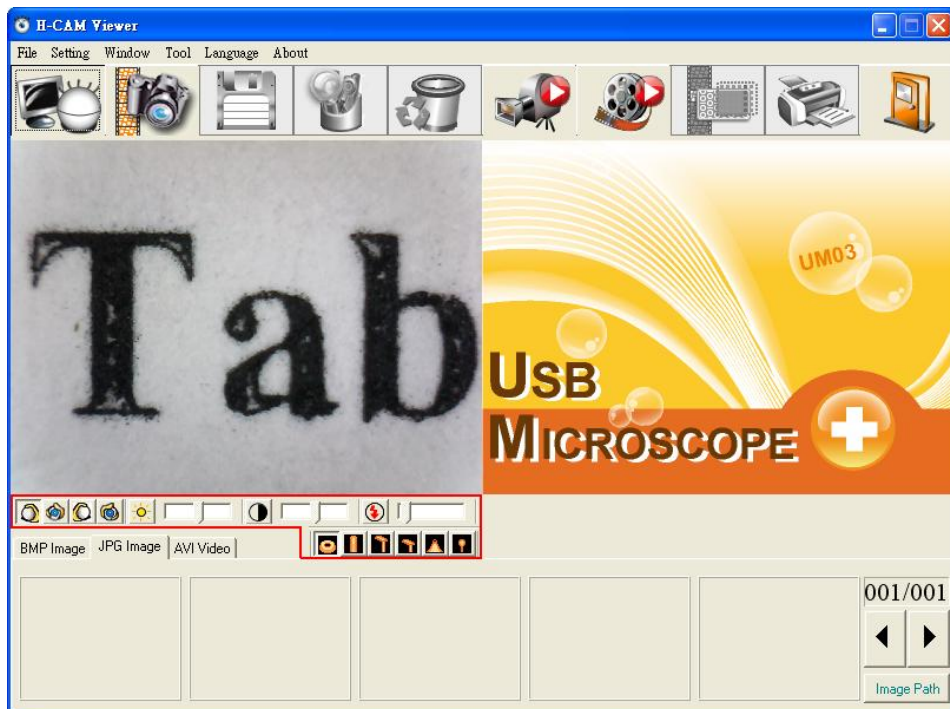 H-CAM Viewer
File Setting Window Tool Language About
Tab
UM03
USB
MICROSCOPE
BMP Image JPG Image AVI Video
001/001
Image Path